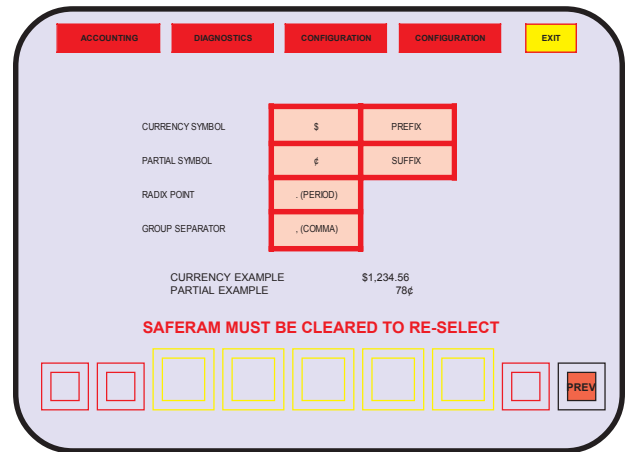 ACCOUNTING DIAGNOSTICS CONFIGURATION CONFIGURATION EXIT
CURRENCY SYMBOL $ PREFIX
PARTIAL SYMBOL ¢ SUFFIX
RADIX POINT . (PERIOD)
GROUP SEPARATOR , (COMMA)
CURRENCY EXAMPLE $1,234.56
PARTIAL EXAMPLE 78¢
SAFERAM MUST BE CLEARED TO RE-SELECT
PREV